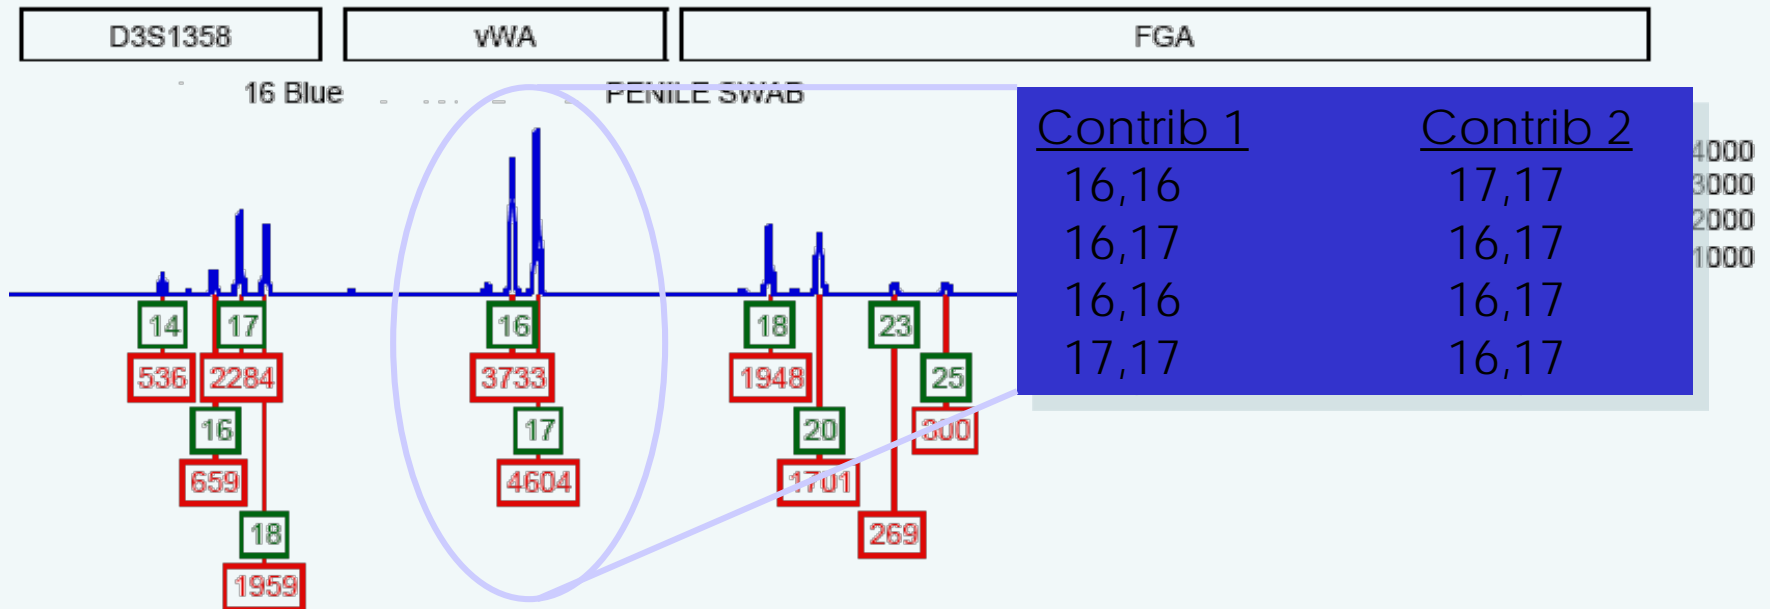 D3S1358 vWA FGA
16 Blue PENILE SWAB
Contrib 1 Contrib 2
16,16 17,17
16,17 16,17
16,16 16,17
17,17 16,17
4000
3000
2000
1000
14 17 16 18 23
536 2284 3733 1948 25
16 17 20 300
659 4604 1701
18 269
1959